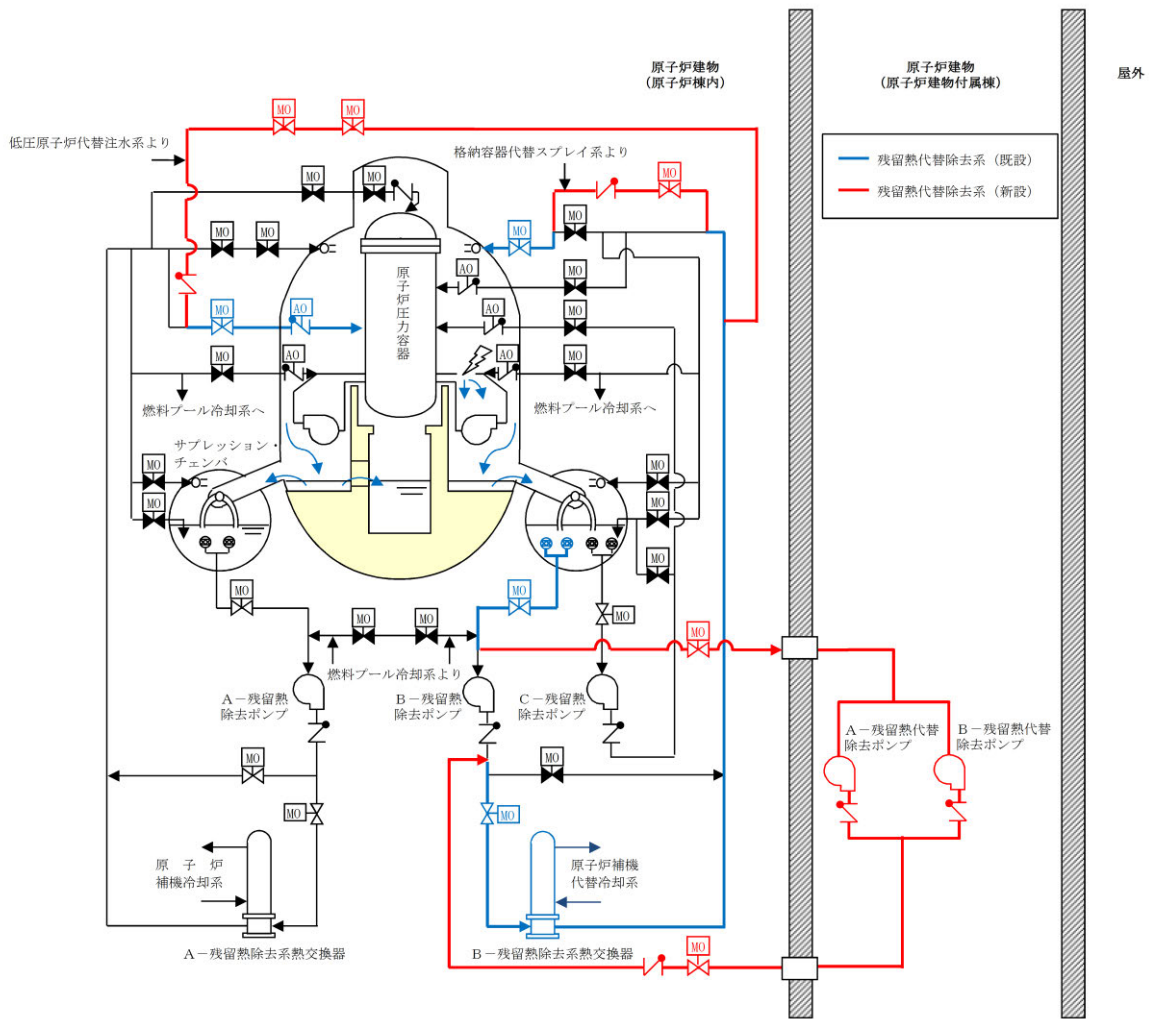 原子炉建物
（原子炉棟内）
原子炉建物
（原子炉建物付属棟）
屋外
残留熱代替除去系（既設）
残留熱代替除去系（新設）
MO
MO
低圧原子炉代替注水系より
格納容器代替スプレイ系より
MO
MO
MO
MO
MO
MO
MO
MO
AO
MO
原子炉圧力容器
MO
AO
AO
MO
MO
AO
AO
MO
燃料プール冷却系へ
燃料プール冷却系へ
サプレッション・
チェンバ
MO
MO
MO
MO
MO
MO
MO
MO
MO
MO
MO
燃料プール冷却系より
A－残留熱
除去ポンプ
B－残留熱
除去ポンプ
C－残留熱
除去ポンプ
A－残留熱代替
除去ポンプ
B－残留熱代替
除去ポンプ
MO
MO
MO
MO
原子炉
補機冷却系
原子炉補機
代替冷却系
A－残留熱除去系熱交換器
B－残留熱除去系熱交換器
MO